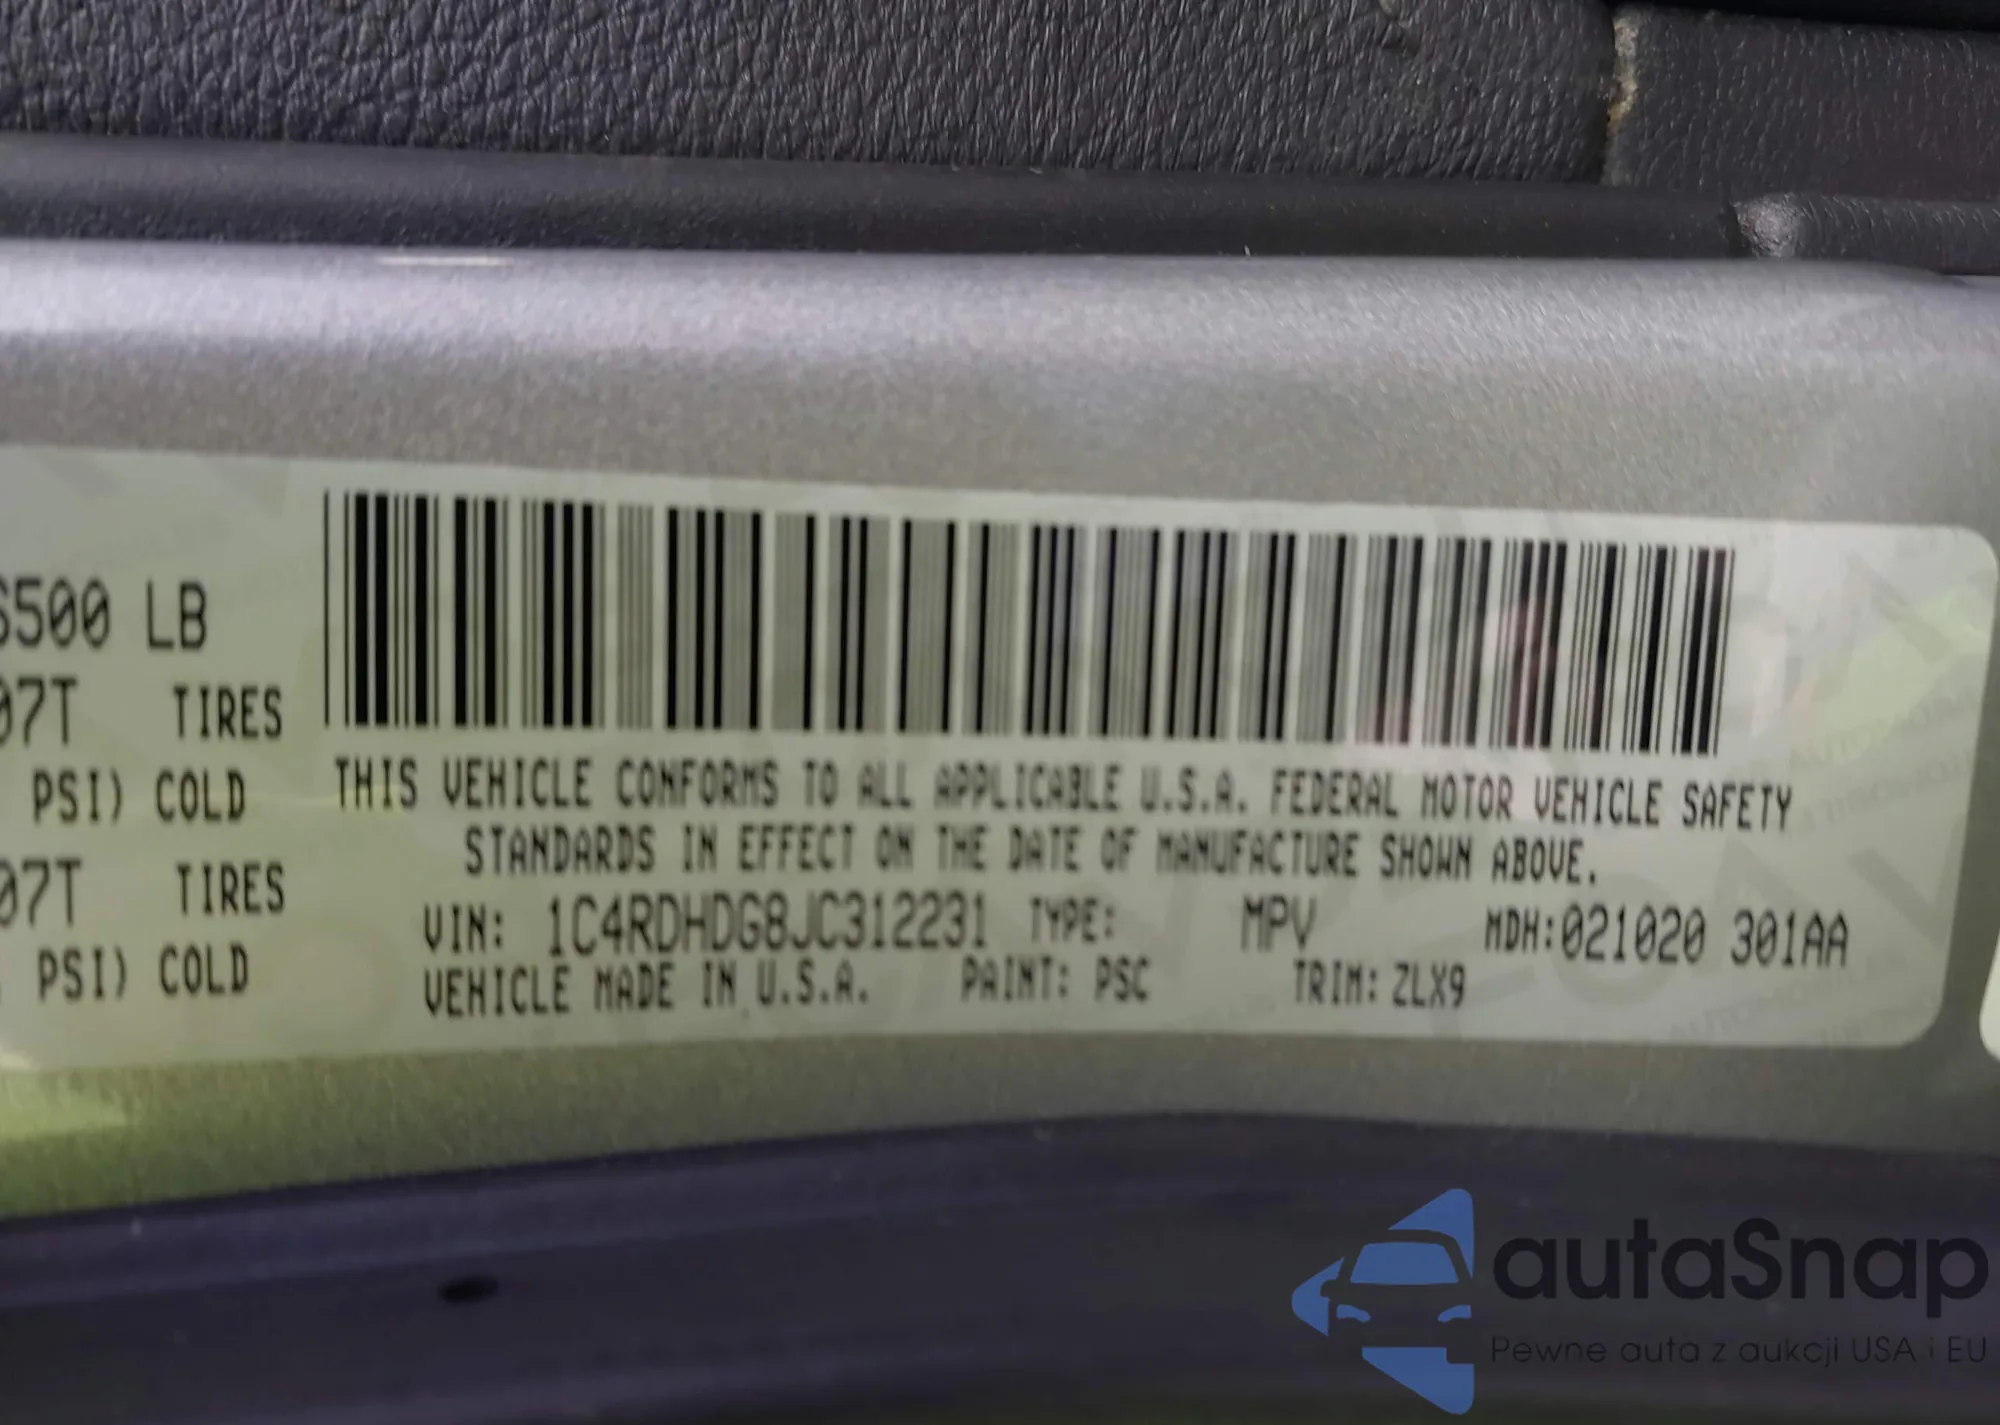 6500 LB
07T TIRES
PSI) COLD
07T TIRES
PSI) COLD
THIS VEHICLE CONFORMS TO ALL APPLICABLE U.S.A. FEDERAL MOTOR VEHICLE SAFETY
STANDARDS IN EFFECT ON THE DATE OF MANUFACTURE SHOWN ABOVE.
VIN: 1C4RDHDG8JC312231 TYPE: MPV MDH:021020 301AA
VEHICLE MADE IN U.S.A. PAINT: PSC TRIM: ZLX9
autaSnap
Pewne auta z aukcji USA i EU